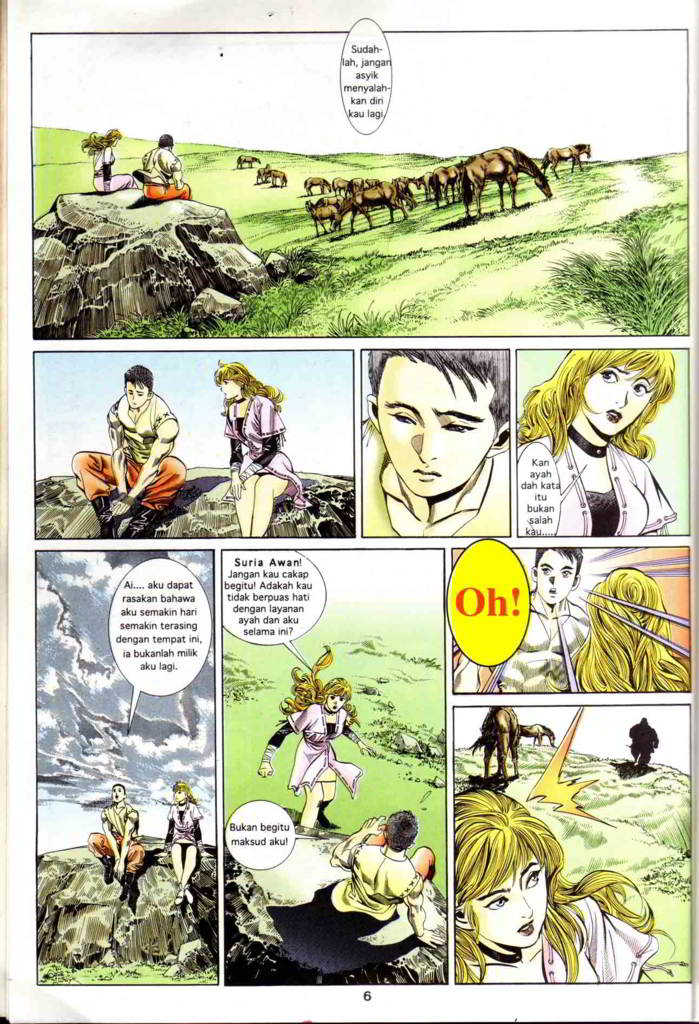 Sudah-
lah, jangan
asyik
menyalah-
kan diri
kau lagi.
Kan
ayah
dah kata
itu
bukan
salah
kau.....
Ai.... aku dapat
rasakan bahawa
aku semakin hari
semakin terasing
dengan tempat ini,
ia bukanlah milik
aku lagi.
Suria Awan!
Jangan kau cakap
begitu! Adakah kau
tidak berpuas hati
dengan layanan
ayah dan aku
selama ini?
Bukan begitu
maksud aku!
Oh!
6